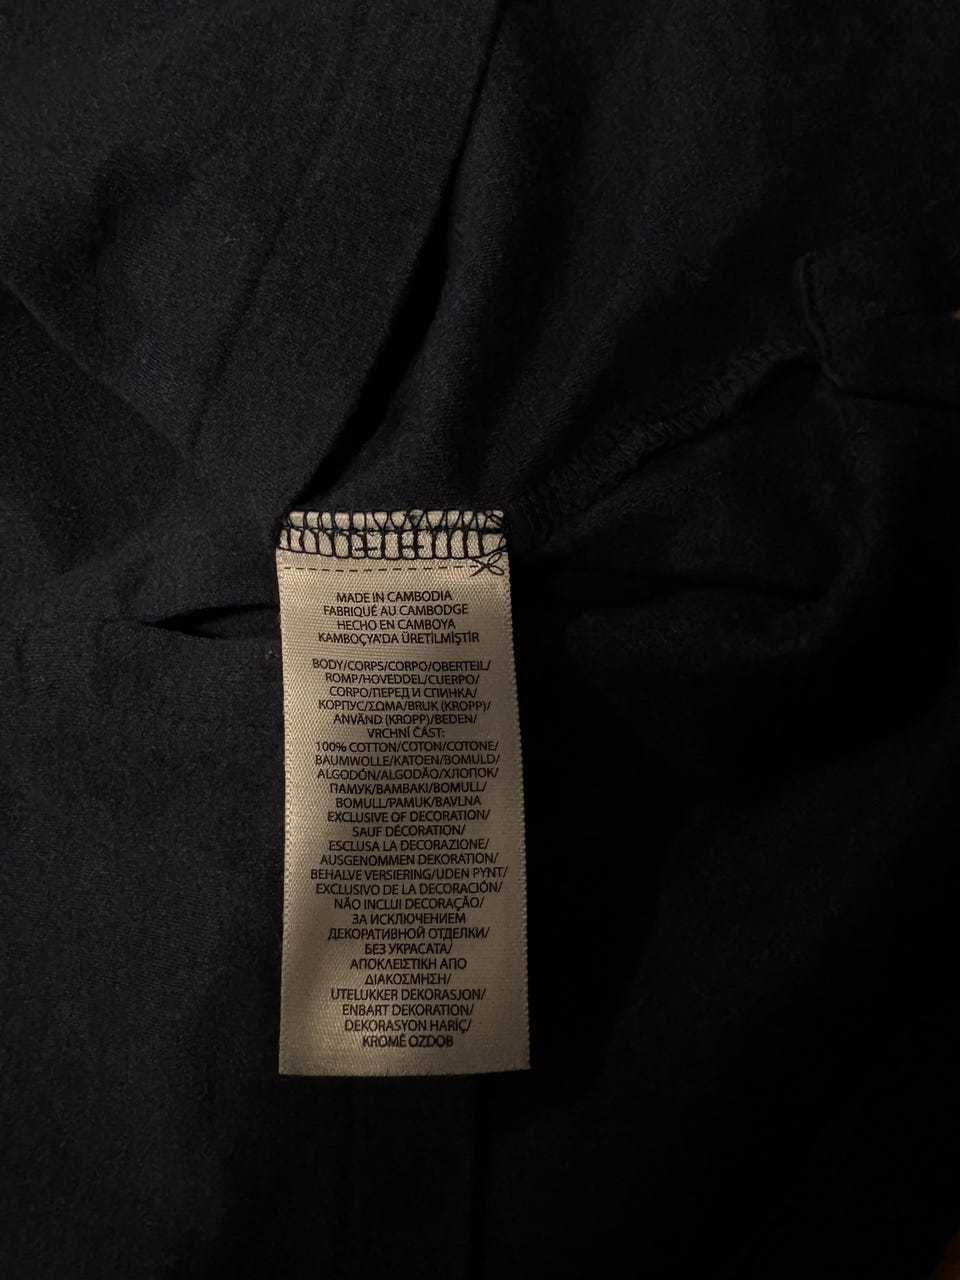 MADE IN CAMBODIA
FABRIQUÉ AU CAMBODGE
HECHO EN CAMBOYA
KAMBOÇYA'DA ÜRETİLMİŞTİR
BODY/CORPS/CORPO/OBERTEIL/
ROMP/HOVEDDEL/CUERPO/
CORPO/ПЕРЕД И СПИНКА/
КОРПУС/ΣΩΜΑ/BRUK (KROPP)/
ANVÄND (KROPP)/BEDEN/
VRCHNÍ ČÁST:
100% COTTON/COTON/COTONE/
BAUMWOLLE/KATOEN/BOMULD/
ALGODÓN/ALGODÃO/ХЛОПОК/
ПАМУК/BAMBAKI/BOMULL/
BOMULL/PAMUK/BAVLNA
EXCLUSIVE OF DECORATION/
SAUF DÉCORATION/
ESCLUSA LA DECORAZIONE/
AUSGENOMMEN DEKORATION/
BEHALVE VERSIERING/UDEN PYNT/
EXCLUSIVO DE LA DECORACIÓN/
NÃO INCLUI DECORAÇÃO/
ЗА ИСКЛЮЧЕНИЕМ
ДЕКОРАТИВНОЙ ОТДЕЛКИ/
БЕЗ УКРАСАТА/
ΑΠΟΚΛΕΙΣΤΙΚΗ ΑΠΟ
ΔΙΑΚΟΣΜΗΣΗ/
UTELUKKER DEKORASJON/
ENBART DEKORATION/
DEKORASYON HARİÇ/
KROMĚ OZDOB